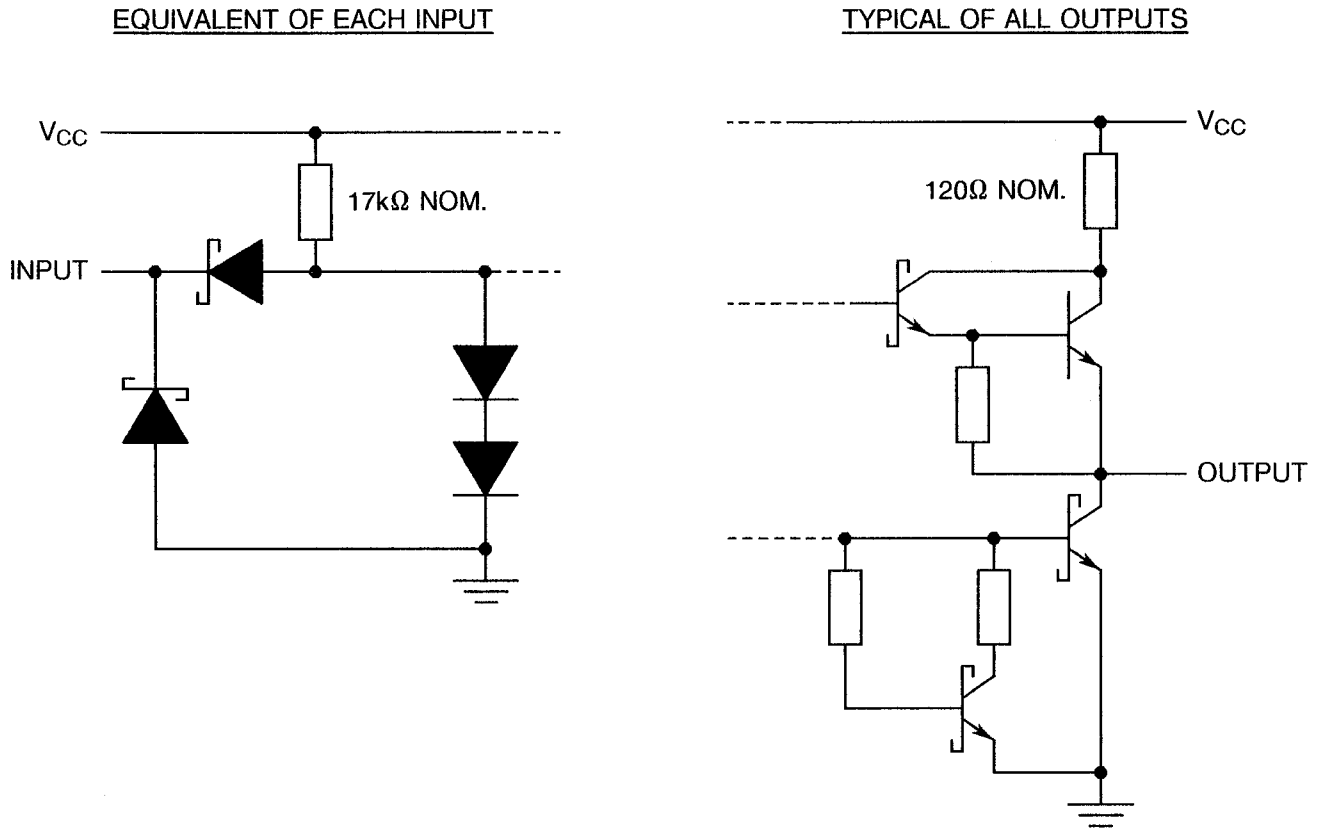 EQUIVALENT OF EACH INPUT
VCC
17kΩ NOM.
INPUT
TYPICAL OF ALL OUTPUTS
VCC
120Ω NOM.
OUTPUT